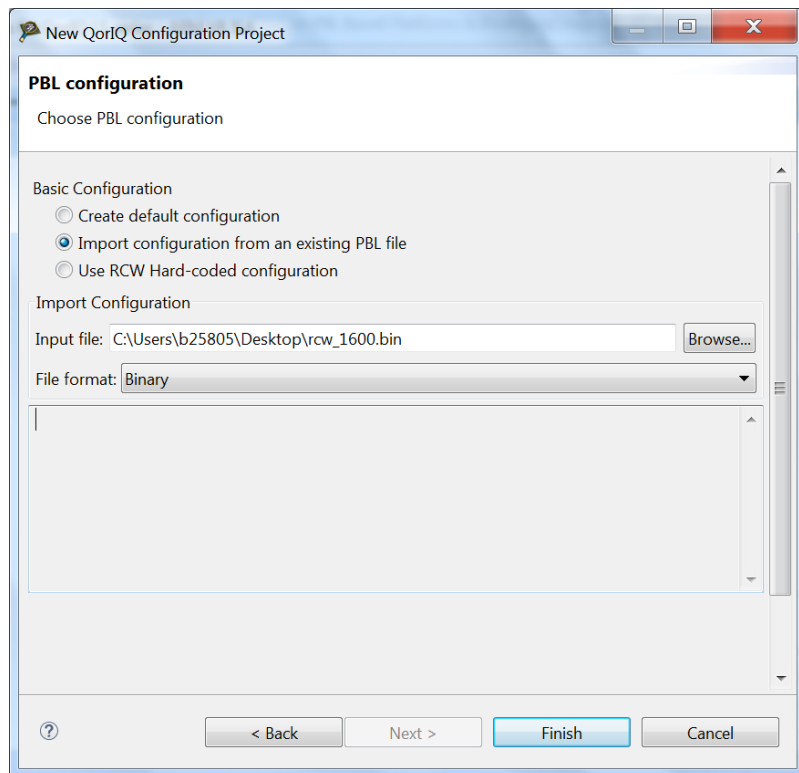 New QorIQ Configuration Project
PBL configuration
Choose PBL configuration
Basic Configuration
Create default configuration
Import configuration from an existing PBL file
Use RCW Hard-coded configuration
Import Configuration
Input file: C:\Users\b25805\Desktop\rcw_1600.bin Browse...
File format: Binary
? < Back Next > Finish Cancel